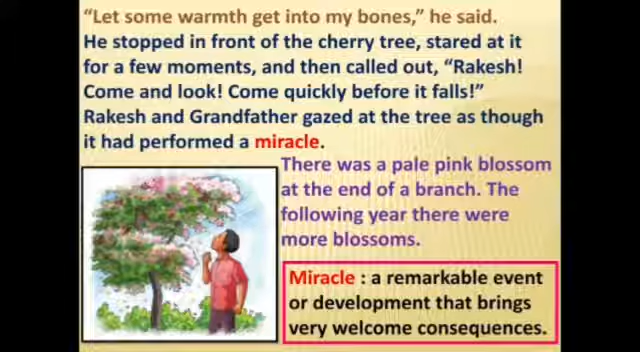 “Let some warmth get into my bones,” he said.
He stopped in front of the cherry tree, stared at it
for a few moments, and then called out, “Rakesh!
Come and look! Come quickly before it falls!”
Rakesh and Grandfather gazed at the tree as though
it had performed a miracle.
There was a pale pink blossom
at the end of a branch. The
following year there were
more blossoms.
Miracle : a remarkable event
or development that brings
very welcome consequences.